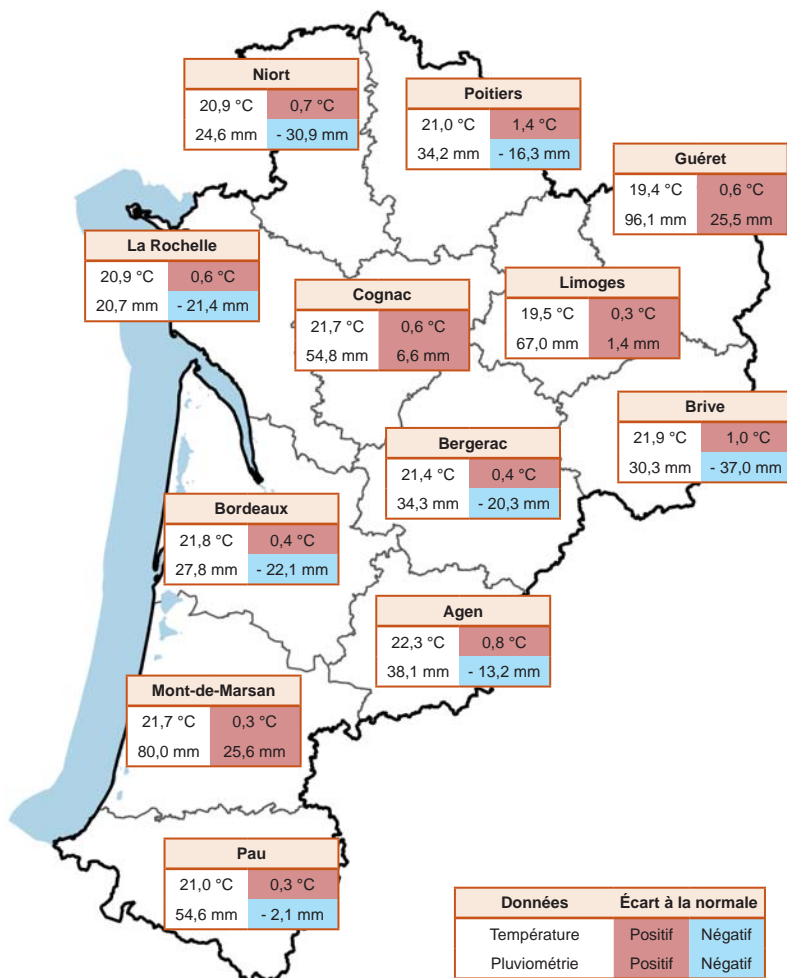 Niort
20,9 °C 0,7 °C
24,6 mm - 30,9 mm
Poitiers
21,0 °C 1,4 °C
34,2 mm - 16,3 mm
Guéret
19,4 °C 0,6 °C
96,1 mm 25,5 mm
La Rochelle
20,9 °C 0,6 °C
20,7 mm - 21,4 mm
Cognac
21,7 °C 0,6 °C
54,8 mm 6,6 mm
Limoges
19,5 °C 0,3 °C
67,0 mm 1,4 mm
Brive
21,9 °C 1,0 °C
30,3 mm - 37,0 mm
Bergerac
21,4 °C 0,4 °C
34,3 mm - 20,3 mm
Bordeaux
21,8 °C 0,4 °C
27,8 mm - 22,1 mm
Agen
22,3 °C 0,8 °C
38,1 mm - 13,2 mm
Mont-de-Marsan
21,7 °C 0,3 °C
80,0 mm 25,6 mm
Pau
21,0 °C 0,3 °C
54,6 mm - 2,1 mm
Données Écart à la normale
Température Positif Négatif
Pluviométrie Positif Négatif